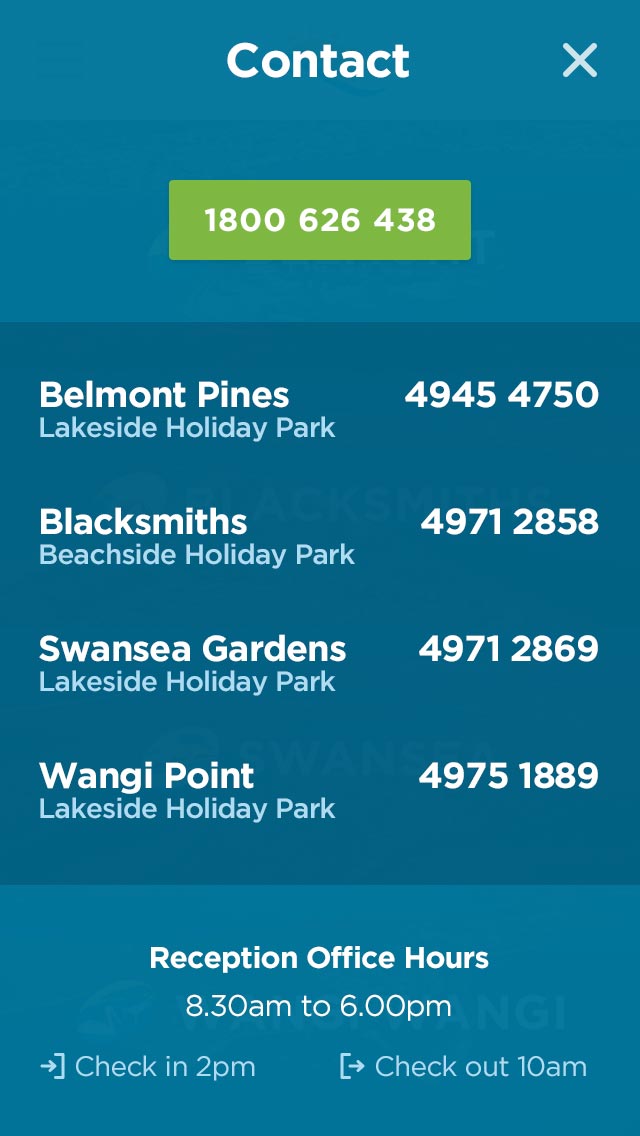 Contact
1800 626 438
Belmont Pines 4945 4750
Lakeside Holiday Park
Blacksmiths 4971 2858
Beachside Holiday Park
Swansea Gardens 4971 2869
Lakeside Holiday Park
Wangi Point 4975 1889
Lakeside Holiday Park
Reception Office Hours
8.30am to 6.00pm
Check in 2pm Check out 10am